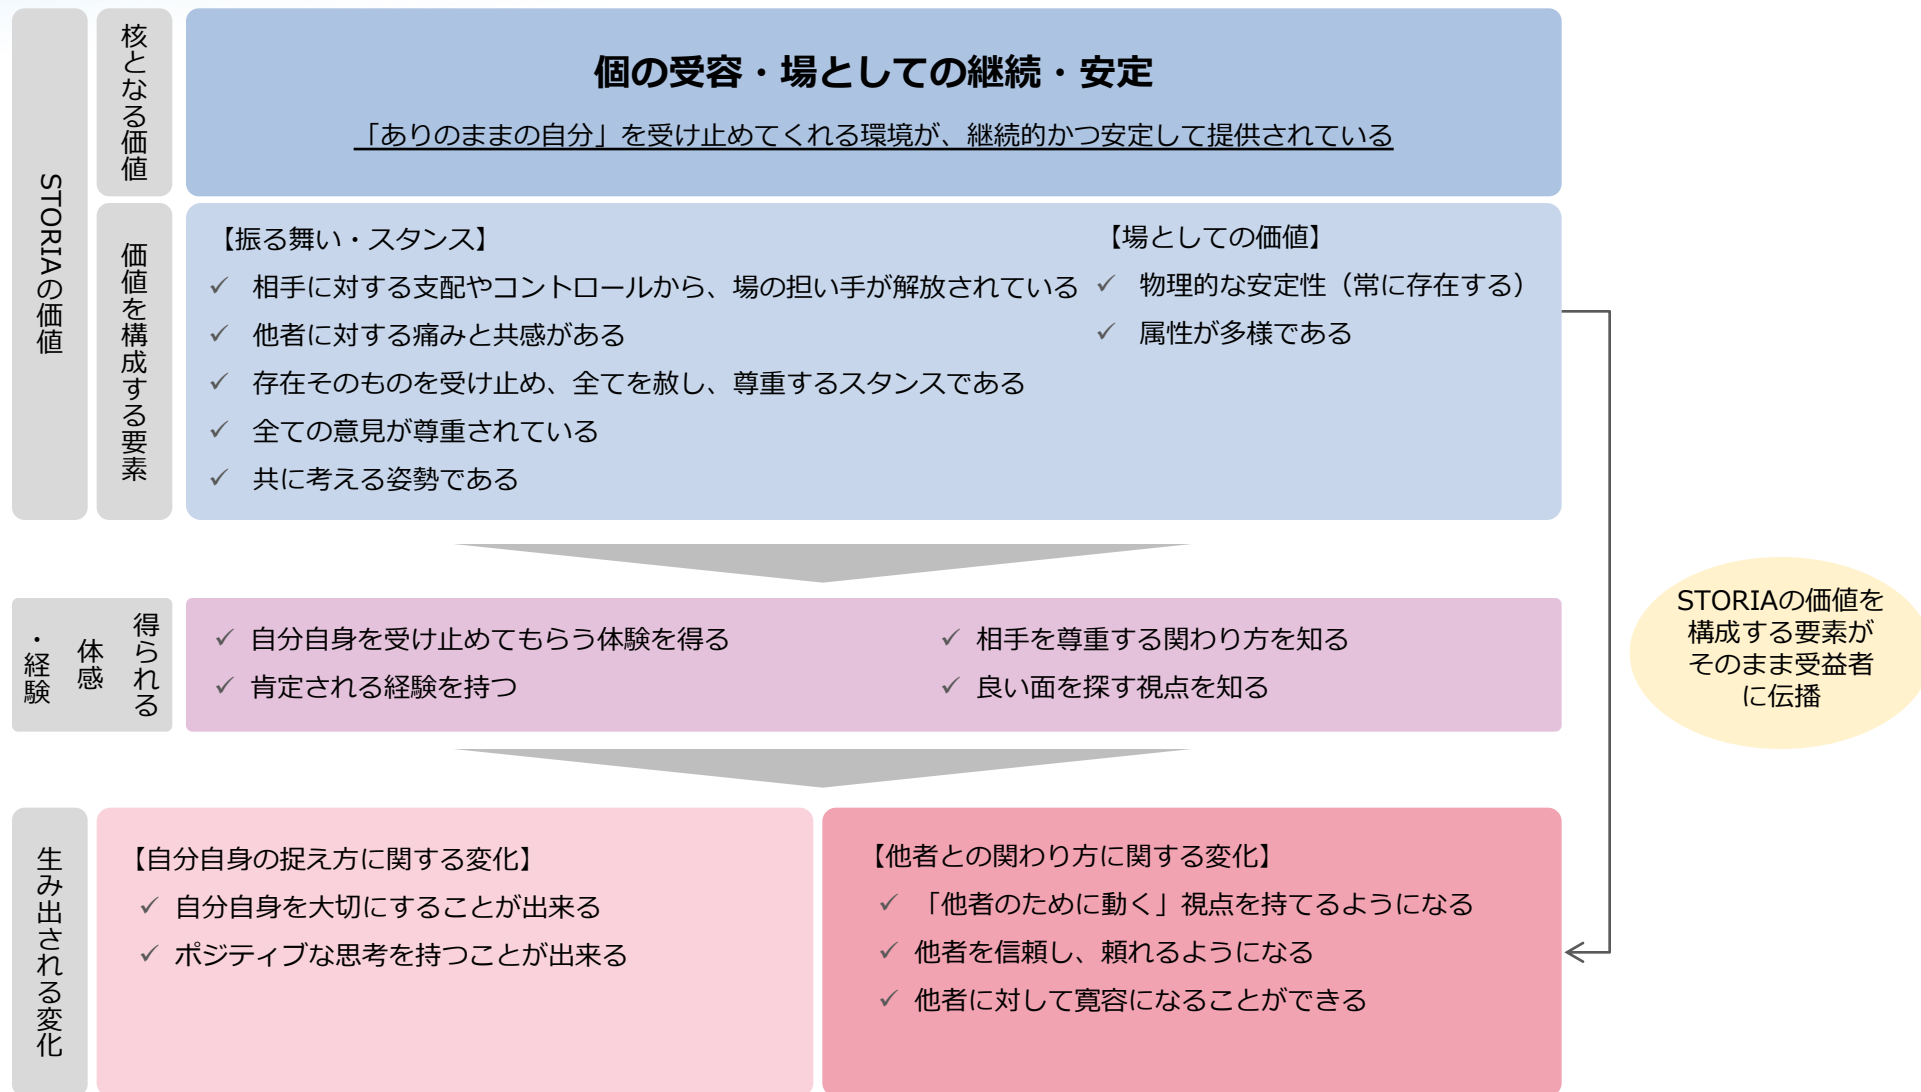 STORIAの価値
核となる価値
個の受容・場としての継続・安定
「ありのままの自分」を受け止めてくれる環境が、継続的かつ安定して提供されている
価値を構成する要素
【振る舞い・スタンス】
✓ 相手に対する支配やコントロールから、場の担い手が解放されている
✓ 他者に対する痛みと共感がある
✓ 存在そのものを受け止め、全てを赦し、尊重するスタンスである
✓ 全ての意見が尊重されている
✓ 共に考える姿勢である
【場としての価値】
✓ 物理的な安定性（常に存在する）
✓ 属性が多様である
得られる
体感
・経験
✓ 自分自身を受け止めてもらう体験を得る
✓ 肯定される経験を持つ
✓ 相手を尊重する関わり方を知る
✓ 良い面を探す視点を知る
STORIAの価値を
構成する要素が
そのまま受益者
に伝播
生み出される変化
【自分自身の捉え方に関する変化】
✓ 自分自身を大切にすることが出来る
✓ ポジティブな思考を持つことが出来る
【他者との関わり方に関する変化】
✓ 「他者のために動く」視点を持てるようになる
✓ 他者を信頼し、頼れるようになる
✓ 他者に対して寛容になることができる